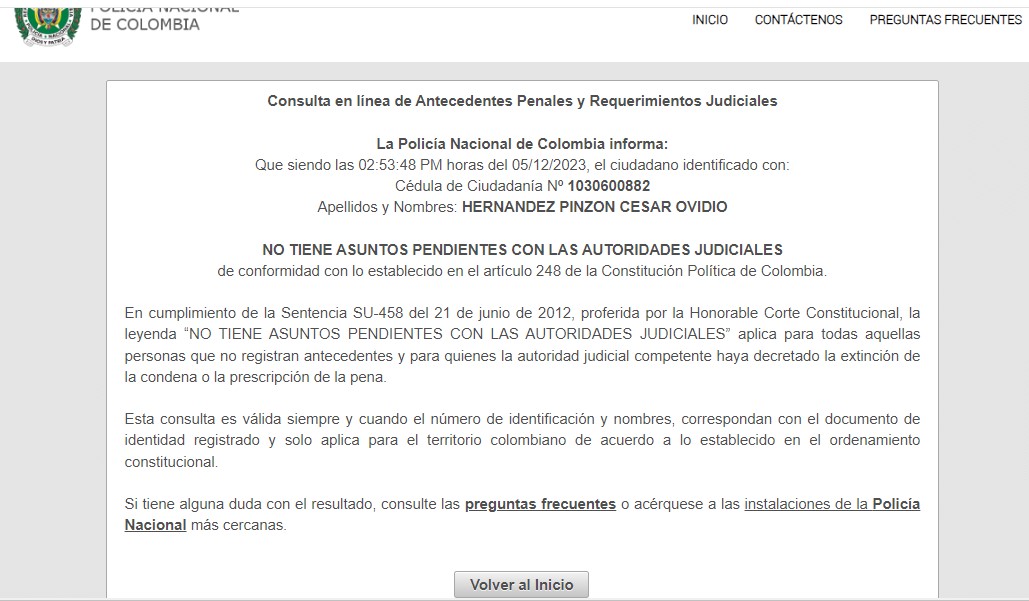 POLICÍA NACIONAL
DE COLOMBIA
INICIO CONTÁCTENOS PREGUNTAS FRECUENTES
Consulta en línea de Antecedentes Penales y Requerimientos Judiciales
La Policía Nacional de Colombia informa:
Que siendo las 02:53:48 PM horas del 05/12/2023, el ciudadano identificado con:
Cédula de Ciudadanía Nº 1030600882
Apellidos y Nombres: HERNANDEZ PINZON CESAR OVIDIO
NO TIENE ASUNTOS PENDIENTES CON LAS AUTORIDADES JUDICIALES
de conformidad con lo establecido en el artículo 248 de la Constitución Política de Colombia.
En cumplimiento de la Sentencia SU-458 del 21 de junio de 2012, proferida por la Honorable Corte Constitucional, la
leyenda “NO TIENE ASUNTOS PENDIENTES CON LAS AUTORIDADES JUDICIALES” aplica para todas aquellas
personas que no registran antecedentes y para quienes la autoridad judicial competente haya decretado la extinción de
la condena o la prescripción de la pena.
Esta consulta es válida siempre y cuando el número de identificación y nombres, correspondan con el documento de
identidad registrado y solo aplica para el territorio colombiano de acuerdo a lo establecido en el ordenamiento
constitucional.
Si tiene alguna duda con el resultado, consulte las preguntas frecuentes o acérquese a las instalaciones de la Policía
Nacional más cercanas.
Volver al Inicio